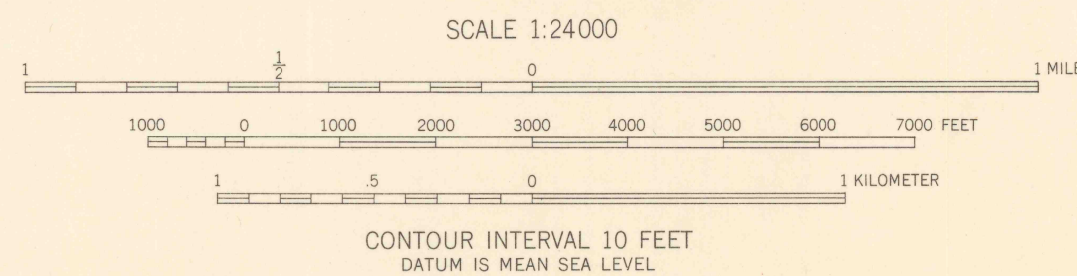 SCALE 1:24000
1 1/2 0 1 MILE
1000 0 1000 2000 3000 4000 5000 6000 7000 FEET
1 .5 0 1 KILOMETER
CONTOUR INTERVAL 10 FEET
DATUM IS MEAN SEA LEVEL